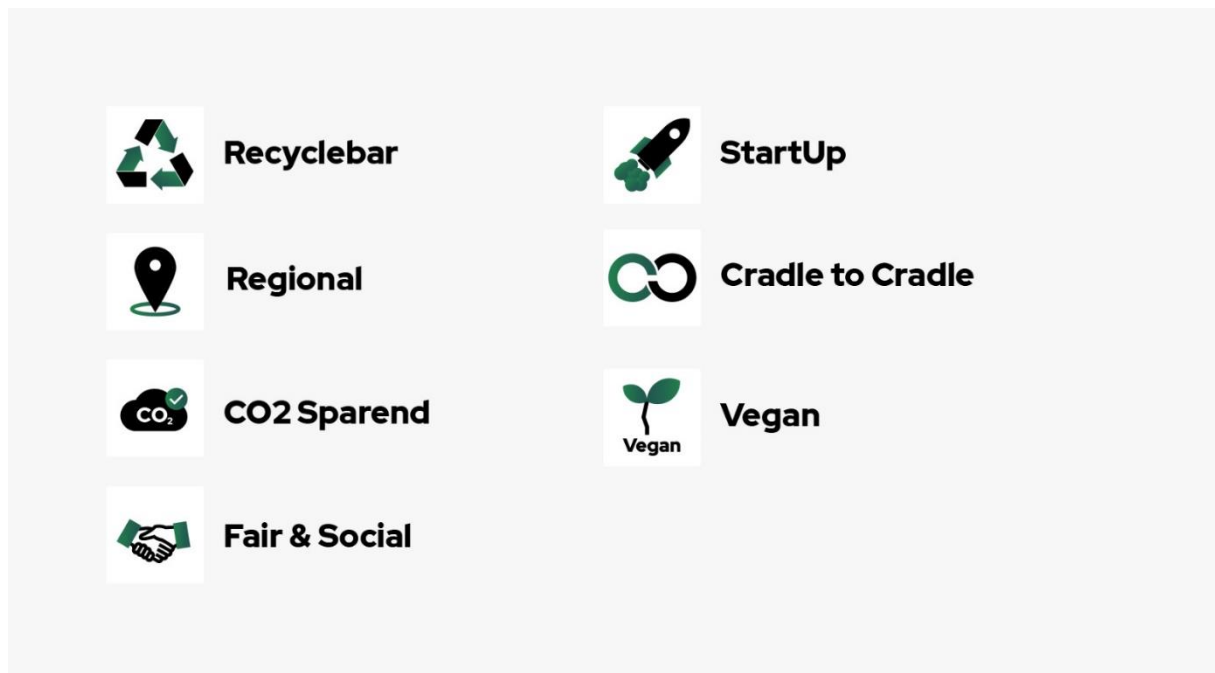 Recyclebar
Regional
CO₂
CO2 Sparend
Fair & Social
StartUp
Cradle to Cradle
Vegan
Vegan